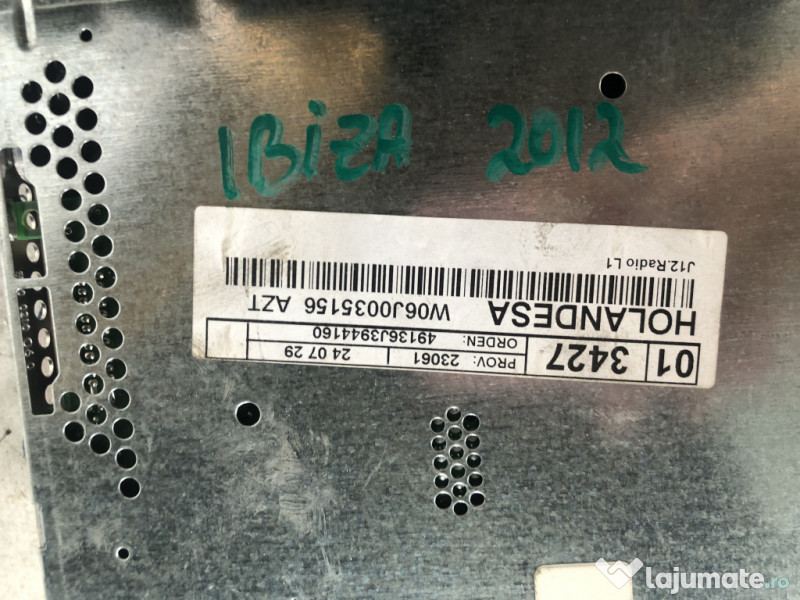 IBiZA 2012
01 3427 PROV: 23061 24 07 29
ORDEN: 49136J3944160
HOLANDESA W06J0035156 AZT
J12.Radio L1
lajumate.ro